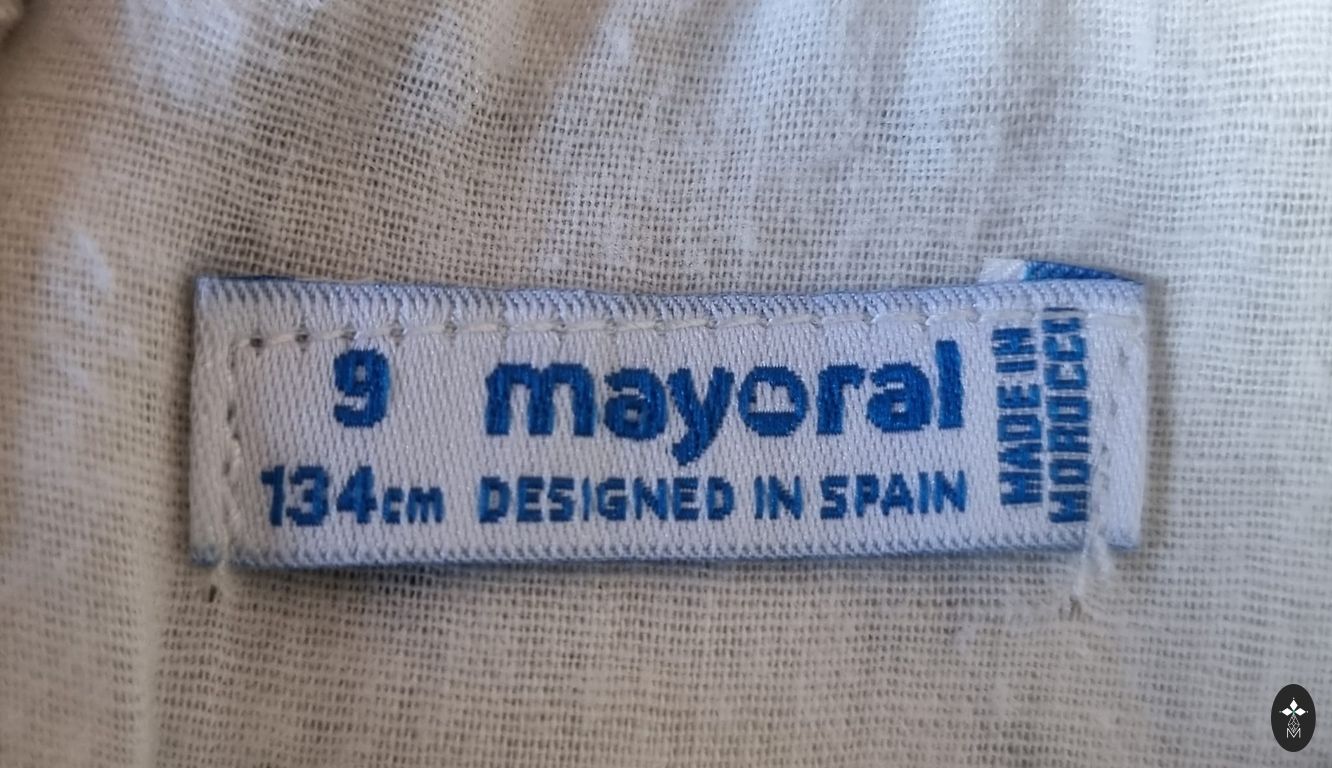 9 mayoral
134cm DESIGNED IN SPAIN
MADE IN
MOROCCO
M